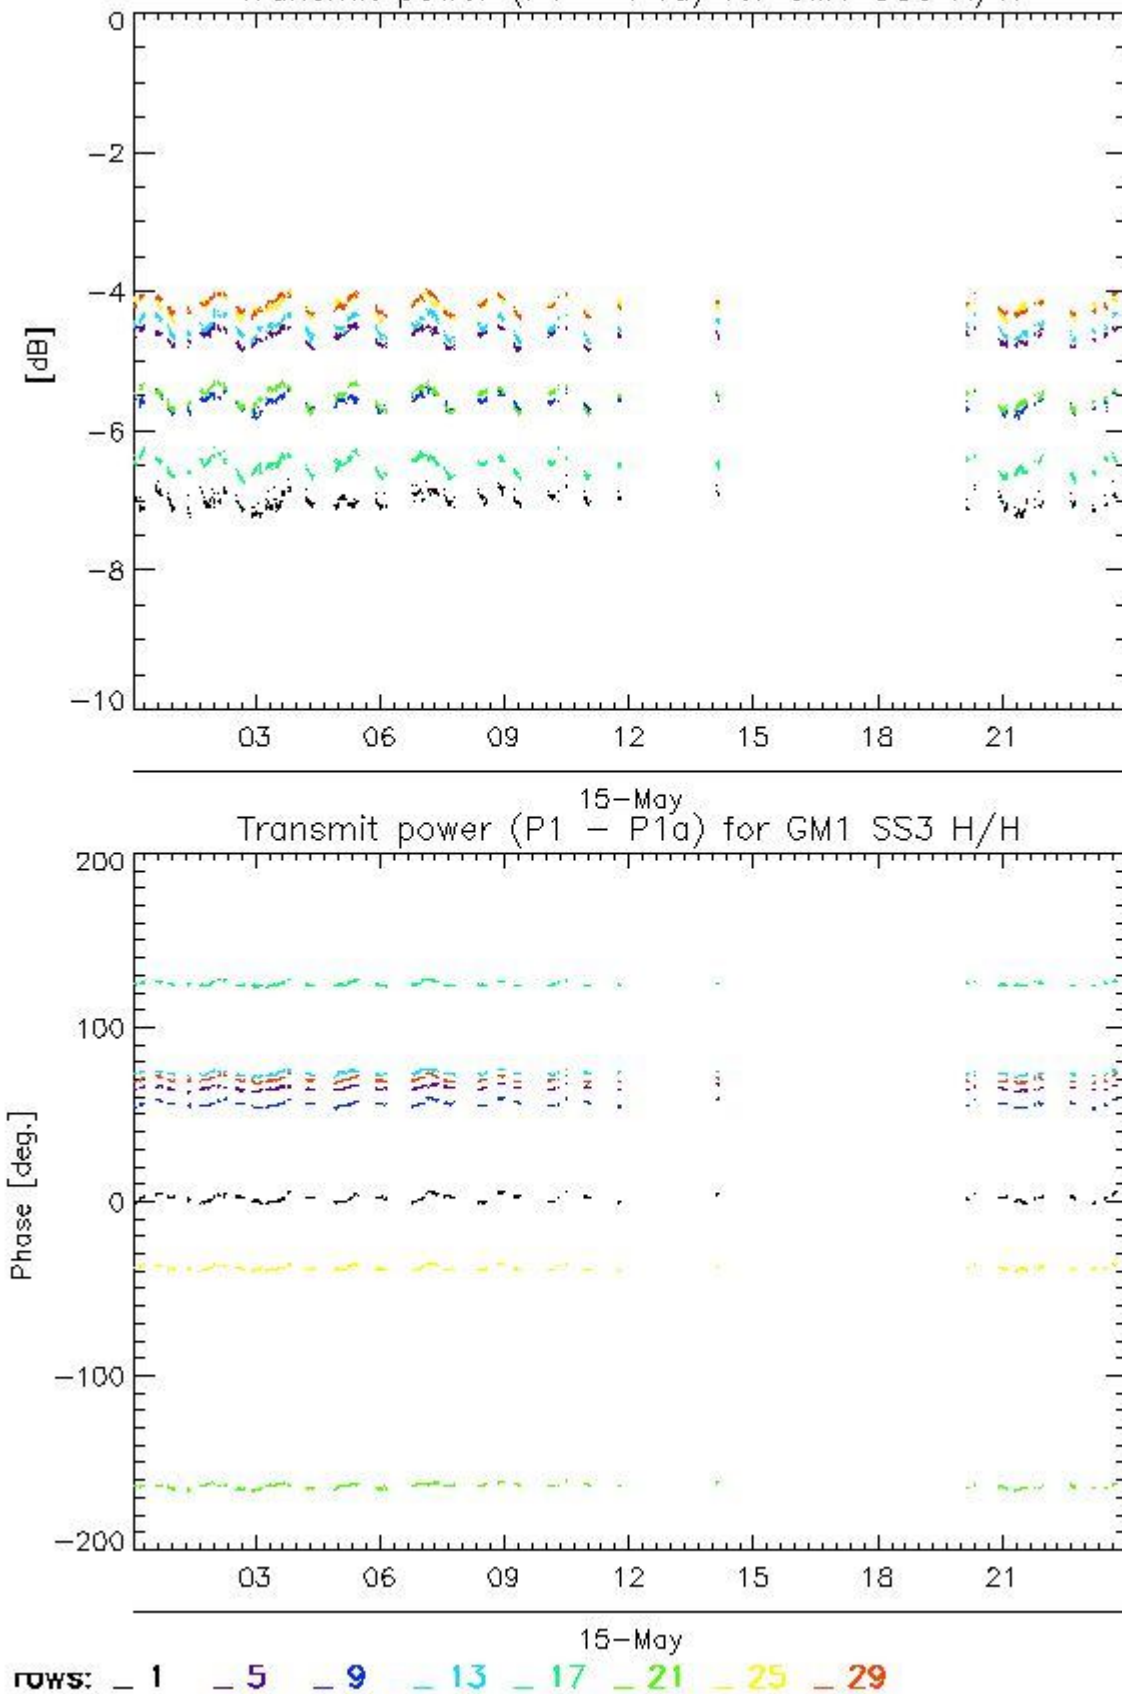 0
-2
-4
[dB]
-6
-8
-10
03 06 09 12 15 18 21
15-May
Transmit power (P1 - P1a) for GM1 SS3 H/H
200
100
0
Phase [deg.]
-100
-200
03 06 09 12 15 18 21
15-May
rows: _ 1 _ 5 _ 9 _ 13 _ 17 _ 21 _ 25 _ 29